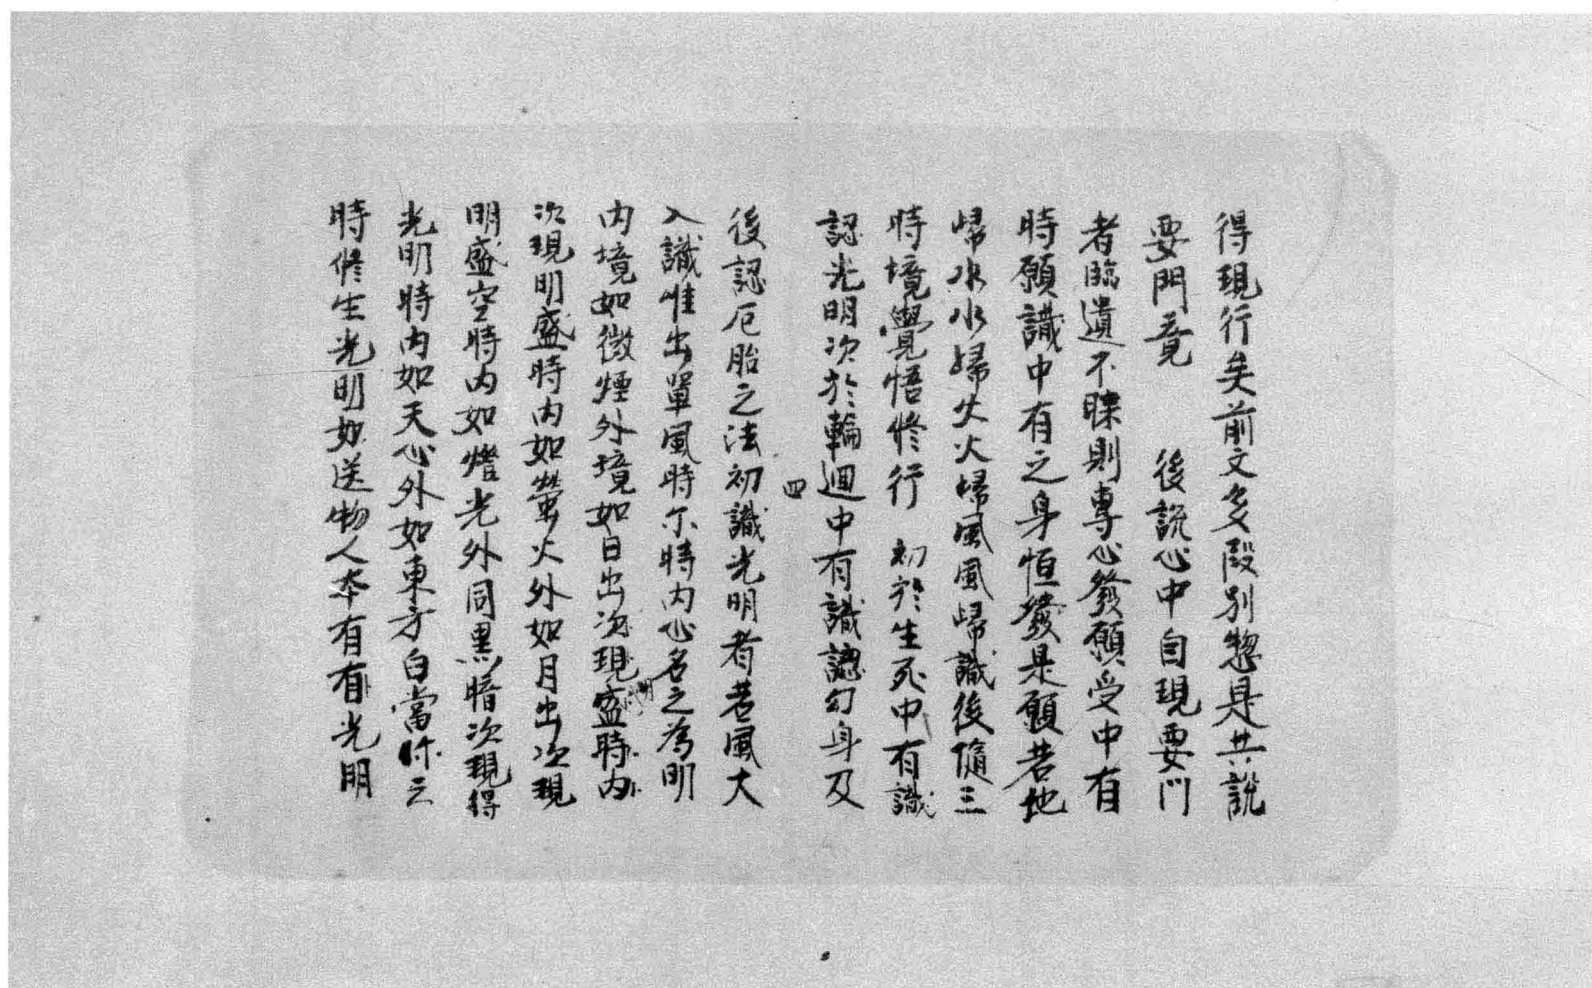 得現行矣前文多段別惣是共說
要門竟　後說心中自現要門
者臨遺不昧則專心發願受中有
時願識中有之身恒發是願若地
歸水水歸火火歸風風歸識後隨三
時境覺悟修行　初於生死中有識
認光明次於輪迴中有識認幻身及
四
後認厄胎之法初識光明者若風大
入識唯出單風時尒時內心名之為明
內境如微煙外境如日出次現明盛時內
次現明盛時內如螢火外如月出次現
明盛空時內如燈光外同黑暗次現得
光明時內如天心外如東方白當你之
時修生光明如送物人本有有光明